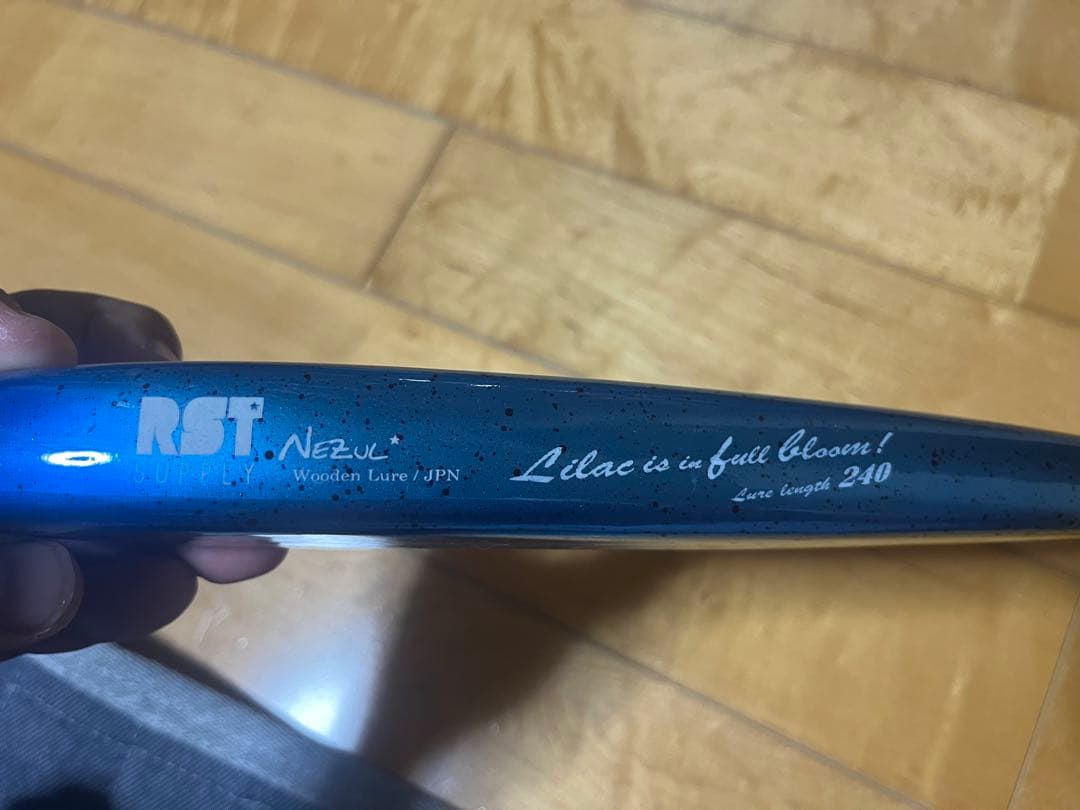 RST
SUPPLY
NEZUL*
Wooden Lure / JPN
Lilac is in full bloom!
Lure length 240